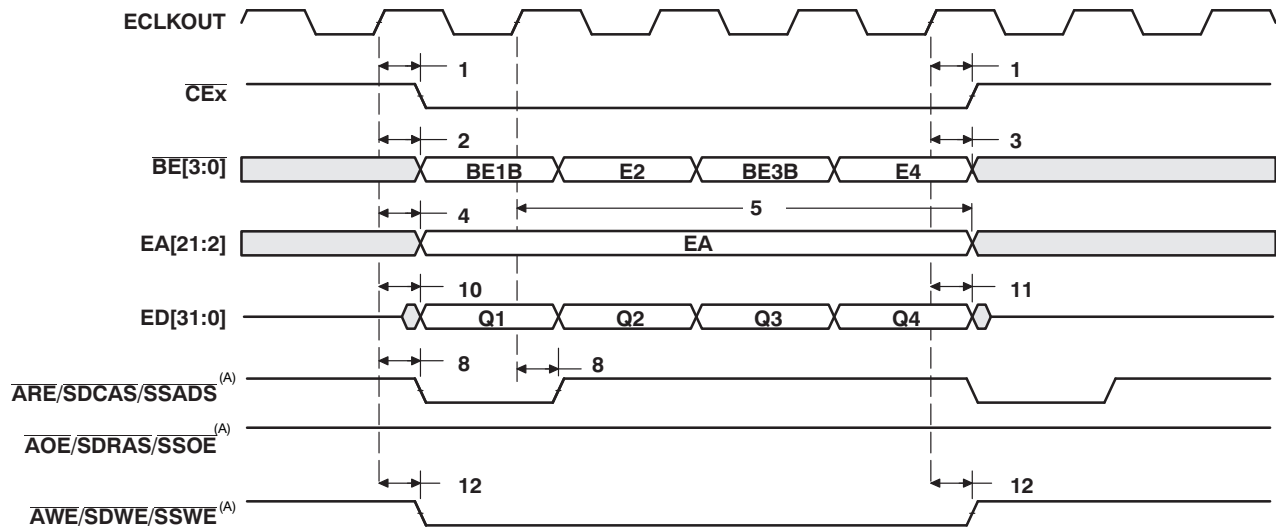 ECLKOUT
1 1
CEx
2 3
BE[3:0] BE1B E2 BE3B E4
4 5
EA[21:2] EA
10 11
ED[31:0] Q1 Q2 Q3 Q4
8 8
ARE/SDCAS/SSADS(A)
AOE/SDRAS/SSOE(A)
12 12
AWE/SDWE/SSWE(A)